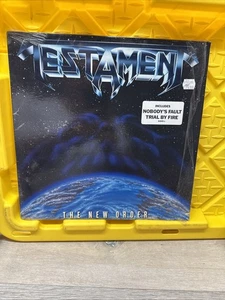 TESTAMENT
INCLUDES
NOBODY'S FAULT
TRIAL BY FIRE
THE NEW ORDER